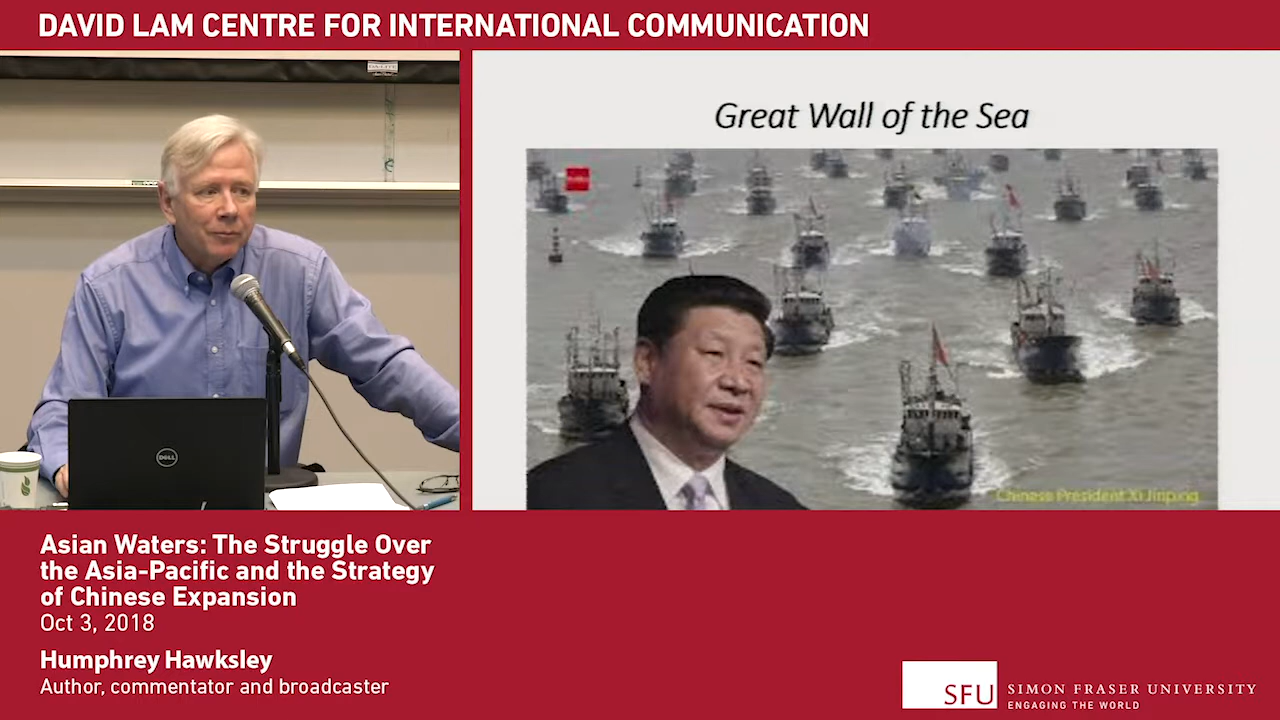 DAVID LAM CENTRE FOR INTERNATIONAL COMMUNICATION
Great Wall of the Sea
Chinese President Xi Jinping
DELL
Asian Waters: The Struggle Over
the Asia-Pacific and the Strategy
of Chinese Expansion
Oct 3, 2018
Humphrey Hawksley
Author, commentator and broadcaster
SFU
SIMON FRASER UNIVERSITY
ENGAGING THE WORLD